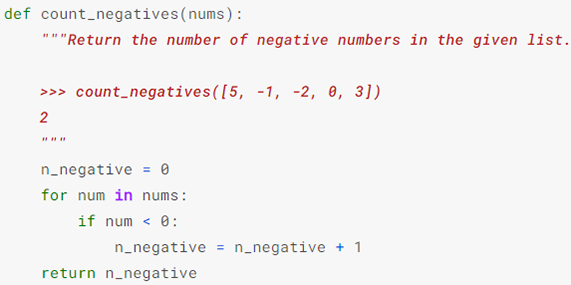 def count_negatives(nums):
    """Return the number of negative numbers in the given list.

    >>> count_negatives([5, -1, -2, 0, 3])
    2
    """
    n_negative = 0
    for num in nums:
        if num < 0:
            n_negative = n_negative + 1
    return n_negative